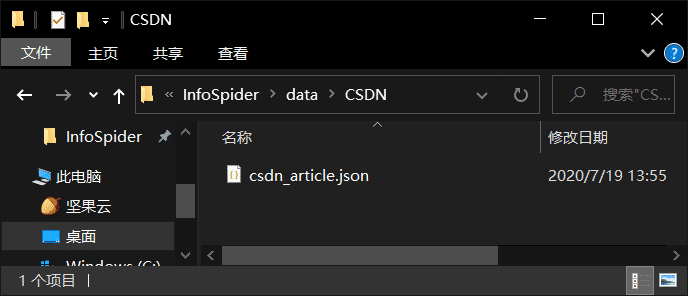 CSDN
文件 主页 共享 查看
« InfoSpider > data > CSDN 搜索"CS...
InfoSpider
此电脑
坚果云
桌面
Windows (C:)
名称 修改日期
csdn_article.json 2020/7/19 13:55
1 个项目